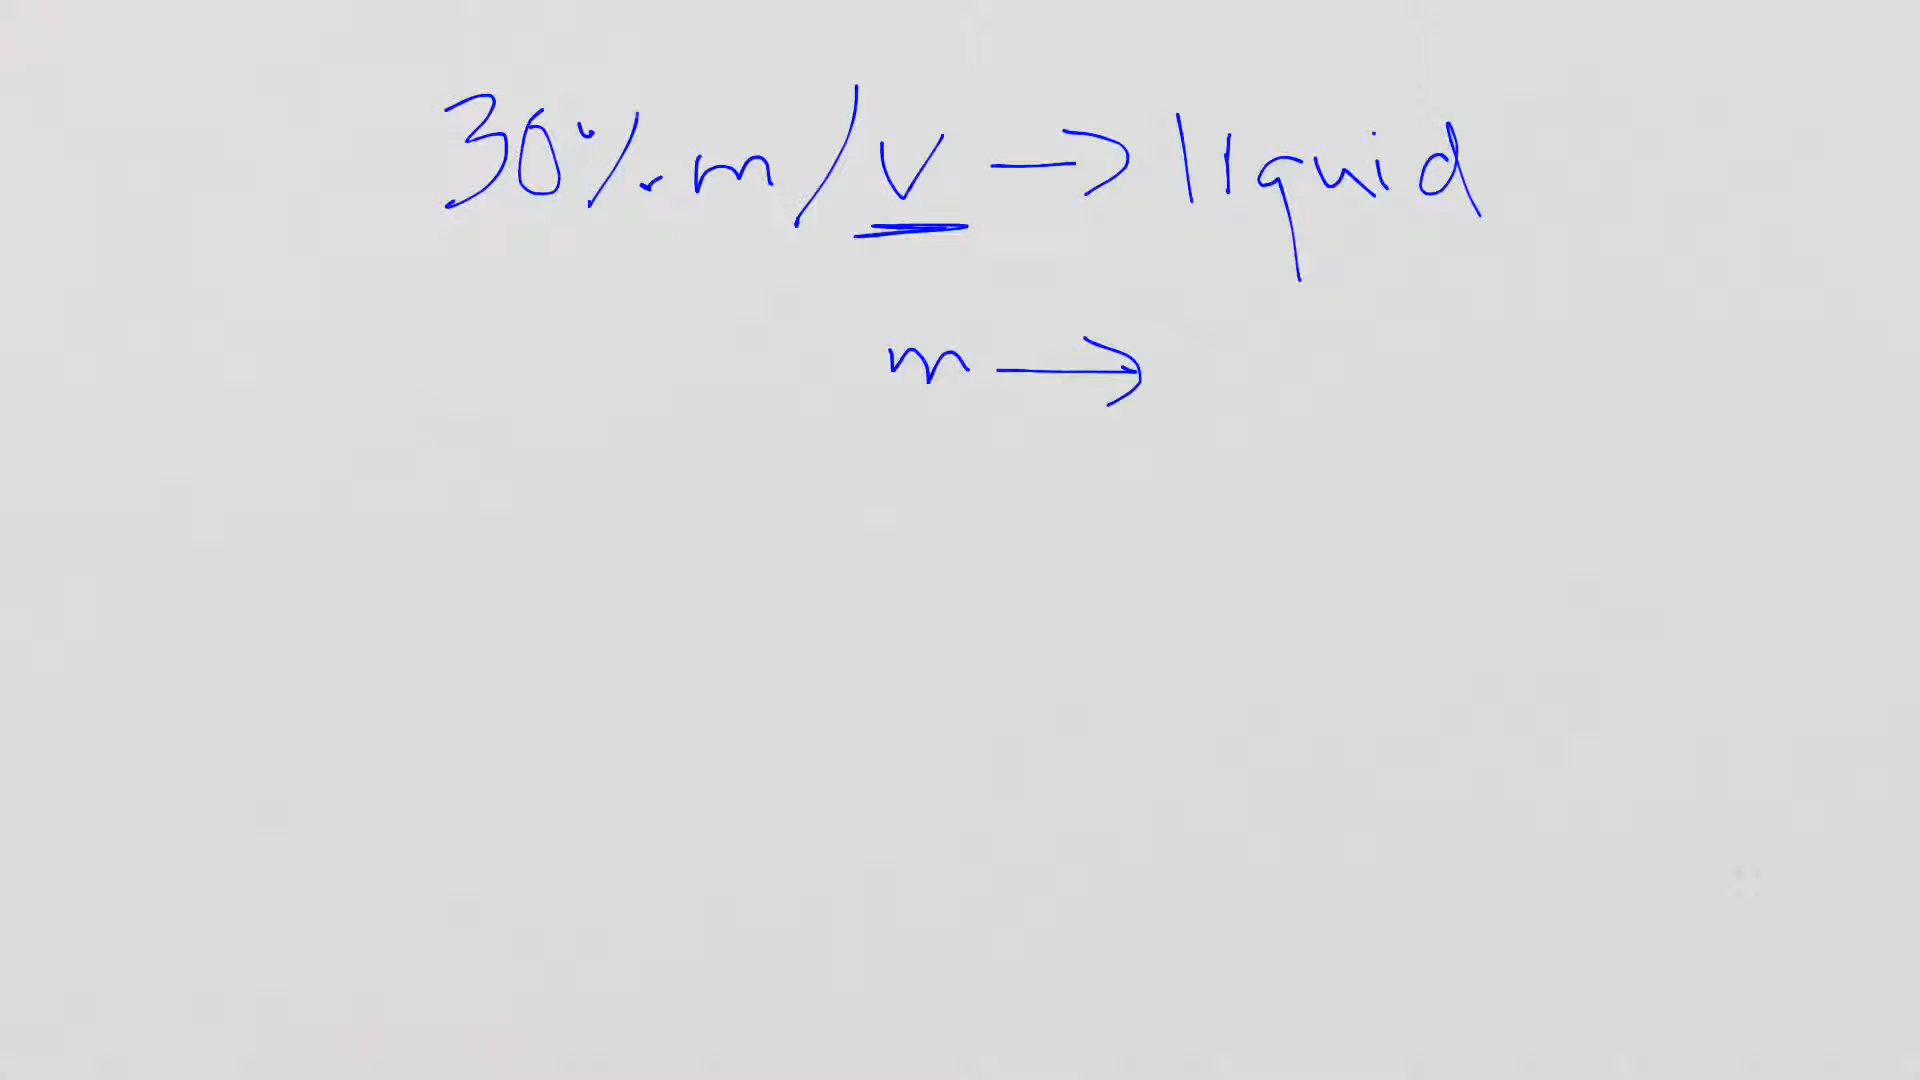 30% m/v → liquid
m →